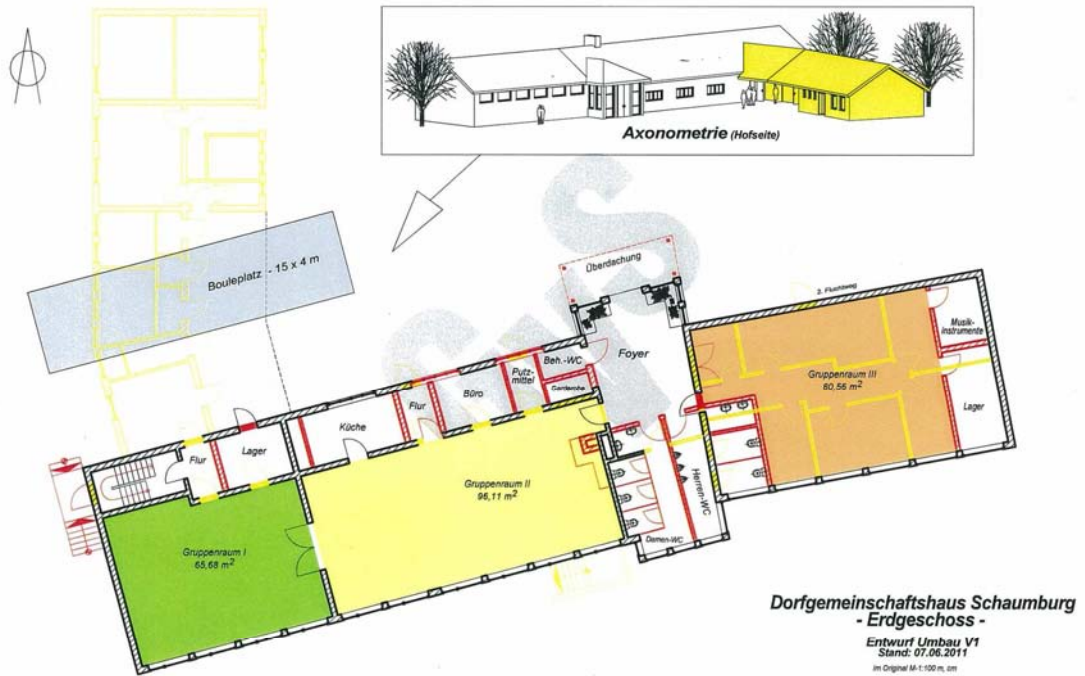 Axonometrie (Hofseite)
Bouleplatz - 15 x 4 m
Überdachung
2. Fluchtweg
Musik-
instrumente
Foyer
Beh.-WC
Putz-
mittel
Garderobe
Büro
Flur
Küche
Gruppenraum III
80,56 m²
Lager
Lager
Flur
Gruppenraum II
96,11 m²
Herren-WC
Damen-WC
Gruppenraum I
65,68 m²
Dorfgemeinschaftshaus Schaumburg
- Erdgeschoss -
Entwurf Umbau V1
Stand: 07.06.2011
im Original M-1:100 m, cm